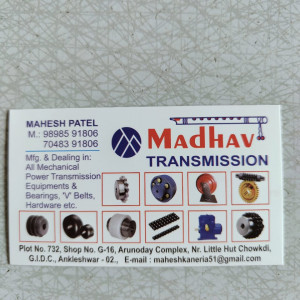 MAHESH PATEL
M.: 98985 91806
70483 91806
Mfg. & Dealing in:
All Mechanical
Power Transmission
Equipments &
Bearings, 'V' Belts,
Hardware etc.
MADHAV
TRANSMISSION
Plot No. 732, Shop No. G-16, Arunoday Complex, Nr. Little Hut Chowkdi,
G.I.D.C., Ankleshwar - 02., E-mail : maheshkaneria51@gmail.com